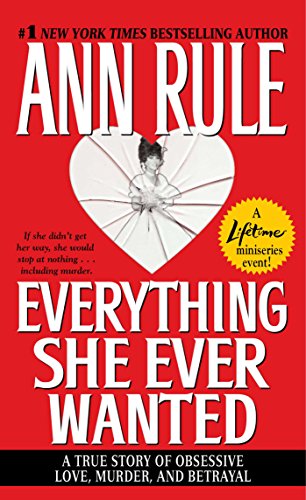 #1 NEW YORK TIMES BESTSELLING AUTHOR
ANN RULE
If she didn't get
her way, she would
stop at nothing . . .
including murder.
A
Lifetime
miniseries
event!
EVERYTHING
SHE EVER
WANTED
A TRUE STORY OF OBSESSIVE
LOVE, MURDER, AND BETRAYAL